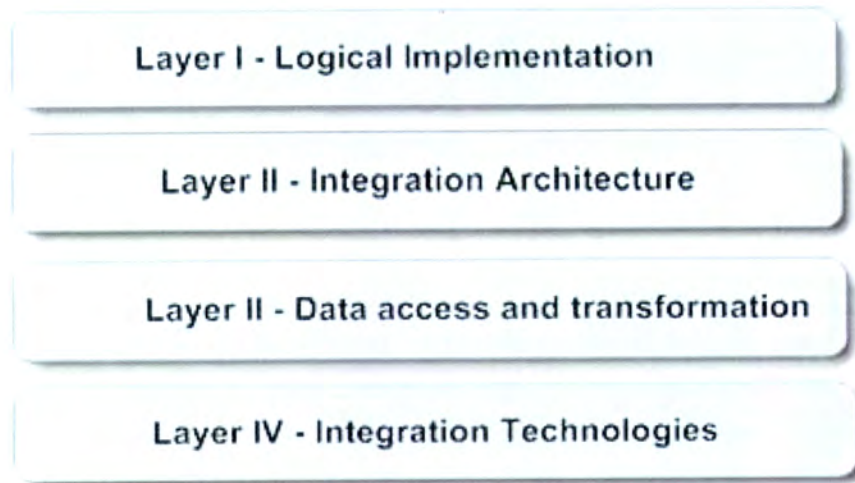 Layer I - Logical Implementation
Layer II - Integration Architecture
Layer II - Data access and transformation
Layer IV - Integration Technologies